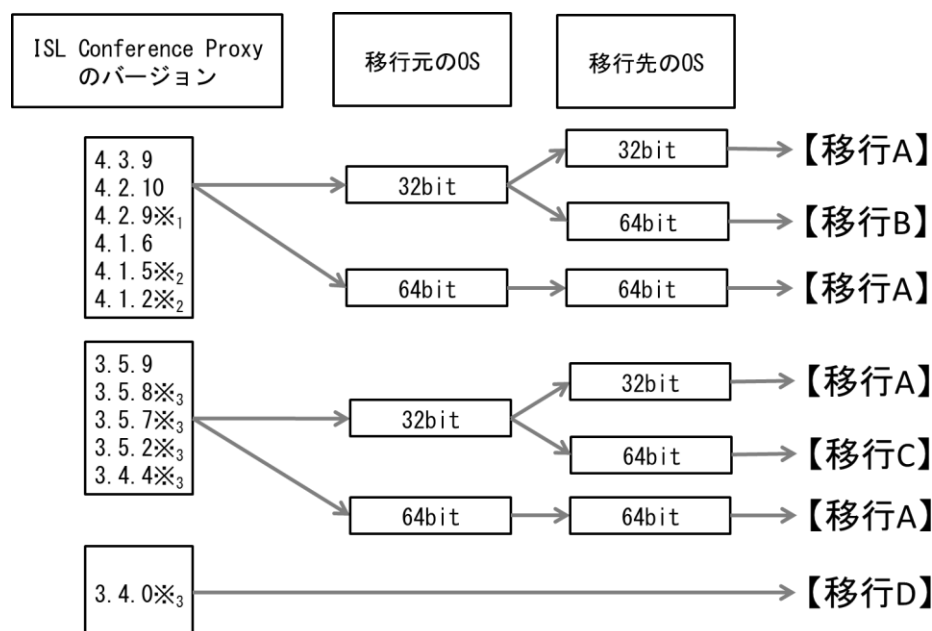 ISL Conference Proxy
のバージョン
移行元のOS
移行先のOS
4.3.9
4.2.10
4.2.9※1
4.1.6
4.1.5※2
4.1.2※2
32bit
32bit
【移行A】
64bit
【移行B】
64bit
64bit
【移行A】
3.5.9
3.5.8※3
3.5.7※3
3.5.2※3
3.4.4※3
32bit
32bit
【移行A】
64bit
【移行C】
64bit
64bit
【移行A】
3.4.0※3
【移行D】